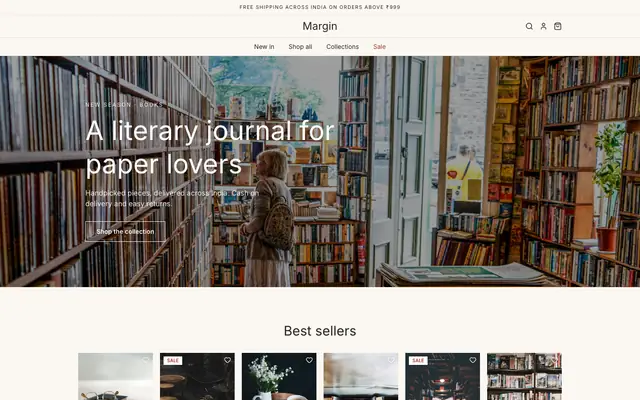 FREE SHIPPING ACROSS INDIA ON ORDERS ABOVE ₹999
Margin
New in Shop all Collections Sale
NEW SEASON · BOOKS
A literary journal for
paper lovers
Handpicked pieces, delivered across India. Cash on
delivery and easy returns.
Shop the collection
Best sellers
SALE SALE